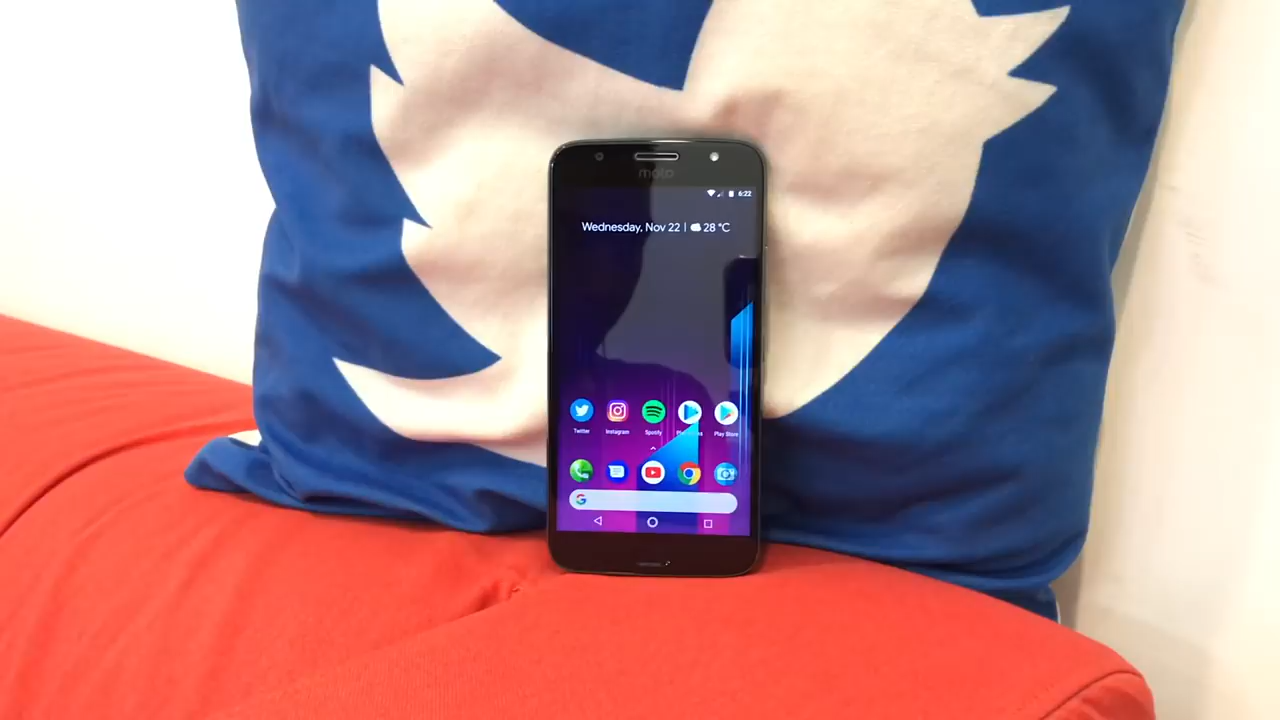 moto
6:22
Wednesday, Nov 22 | 28 °C
Twitter Instagram Spotify Play Store
G